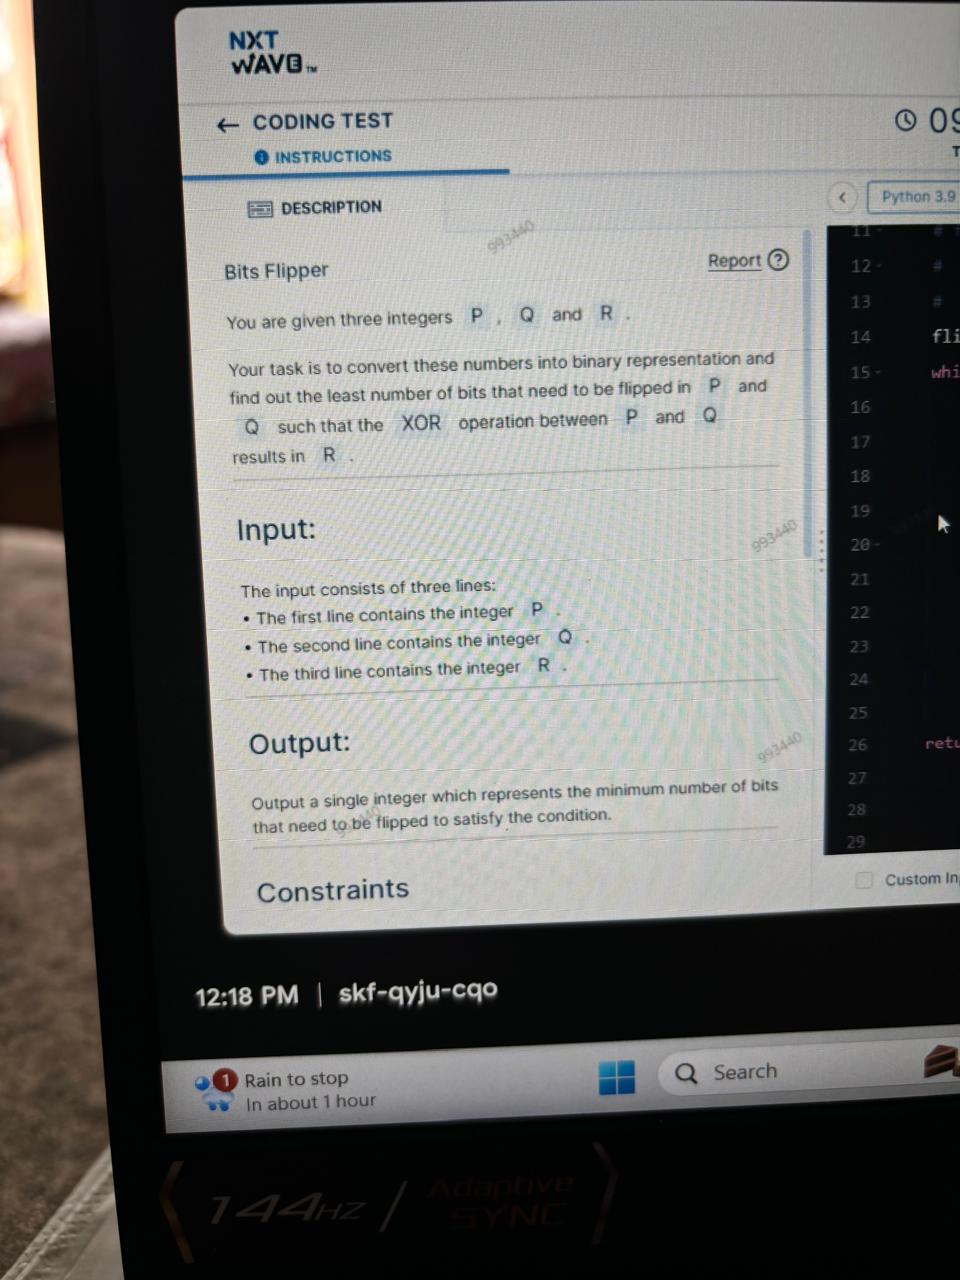 NXT
WAVE™
← CODING TEST
09
INSTRUCTIONS
T
DESCRIPTION
Python 3.9
993440
Bits Flipper
Report ?
You are given three integers P , Q and R .
Your task is to convert these numbers into binary representation and
find out the least number of bits that need to be flipped in P and
Q such that the XOR operation between P and Q
results in R .
Input:
993440
The input consists of three lines:
• The first line contains the integer P .
• The second line contains the integer Q .
• The third line contains the integer R .
Output:
993440
Output a single integer which represents the minimum number of bits
that need to be flipped to satisfy the condition.
Constraints
11 #
12 #
13 #
14 fli
15 whi
16
17
18
19
20
21
22
23
24
25
26 retu
27
28
29
Custom In
12:18 PM | skf-qyju-cqo
1 Rain to stop
In about 1 hour
Search
144HZ / Adaptive
SYNC